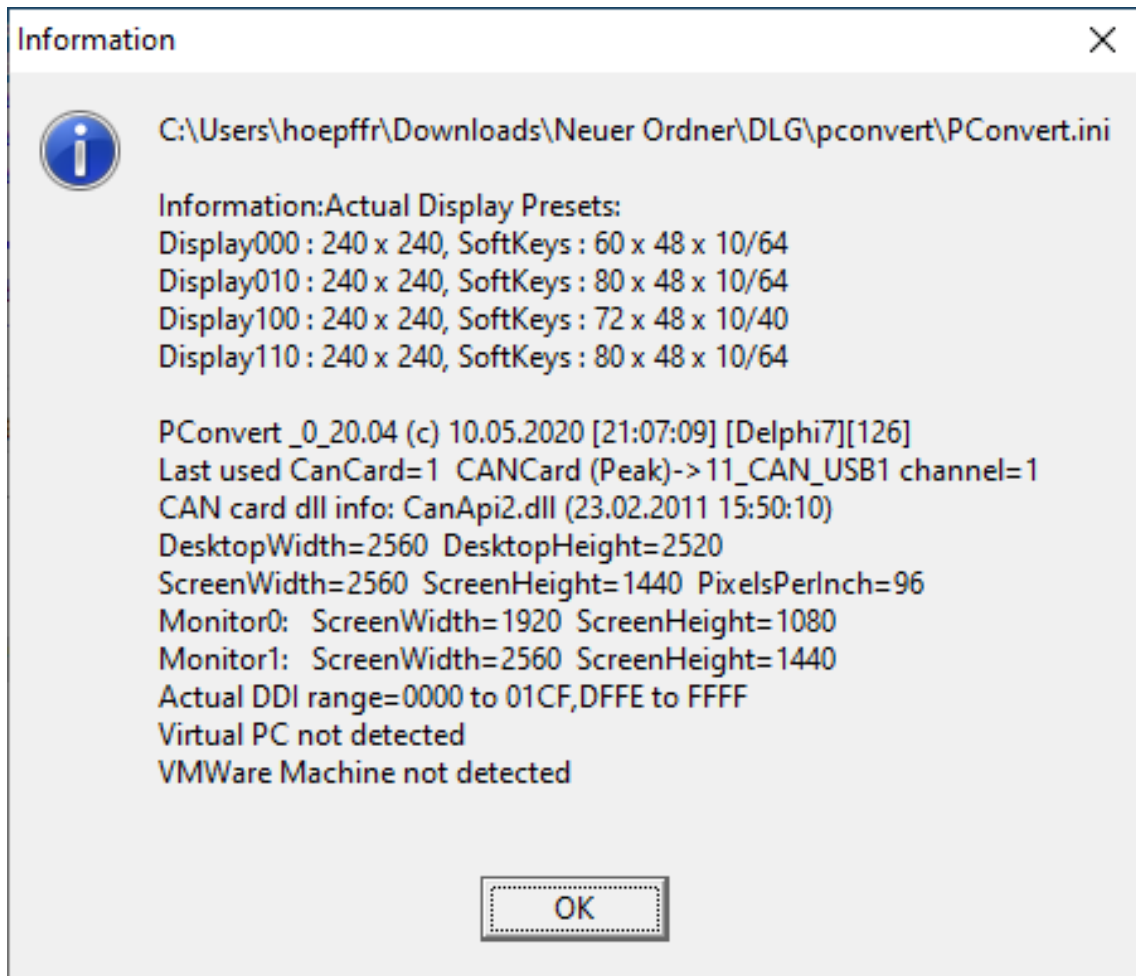 Information
C:\Users\hoepffr\Downloads\Neuer Ordner\DLG\pconvert\PConvert.ini
Information:Actual Display Presets:
Display000 : 240 x 240, SoftKeys : 60 x 48 x 10/64
Display010 : 240 x 240, SoftKeys : 80 x 48 x 10/64
Display100 : 240 x 240, SoftKeys : 72 x 48 x 10/40
Display110 : 240 x 240, SoftKeys : 80 x 48 x 10/64
PConvert _0_20.04 (c) 10.05.2020 [21:07:09] [Delphi7][126]
Last used CanCard=1  CANCard (Peak)->11_CAN_USB1 channel=1
CAN card dll info: CanApi2.dll (23.02.2011 15:50:10)
DesktopWidth=2560  DesktopHeight=2520
ScreenWidth=2560  ScreenHeight=1440  PixelsPerInch=96
Monitor0:   ScreenWidth=1920  ScreenHeight=1080
Monitor1:   ScreenWidth=2560  ScreenHeight=1440
Actual DDI range=0000 to 01CF,DFFE to FFFF
Virtual PC not detected
VMWare Machine not detected
OK